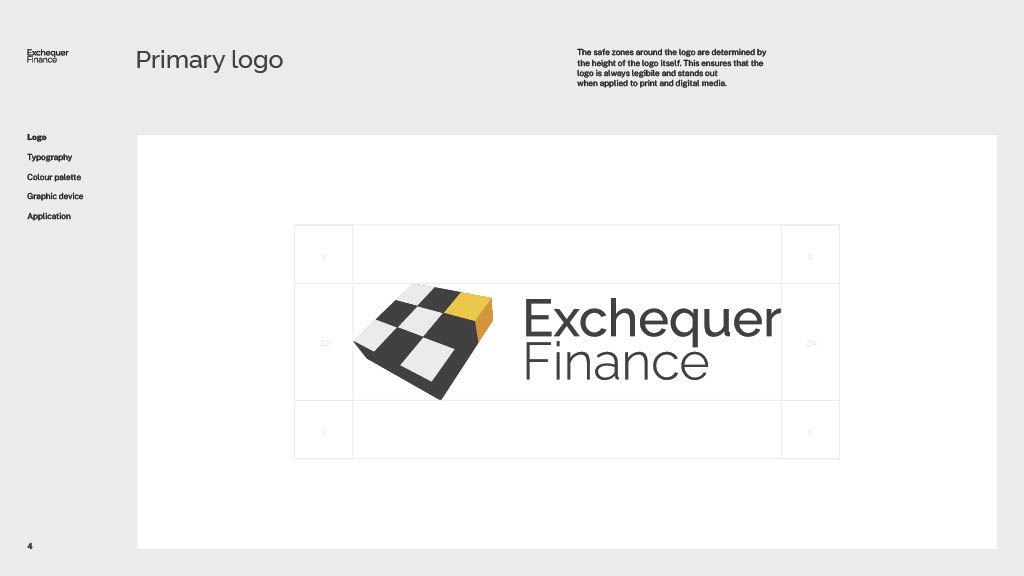 Exchequer
Finance
Primary logo
The safe zones around the logo are determined by
the height of the logo itself. This ensures that the
logo is always legibile and stands out
when applied to print and digital media.
Logo
Typography
Colour palette
Graphic device
Application
X
X
2X
Exchequer
Finance
2X
X
X
4